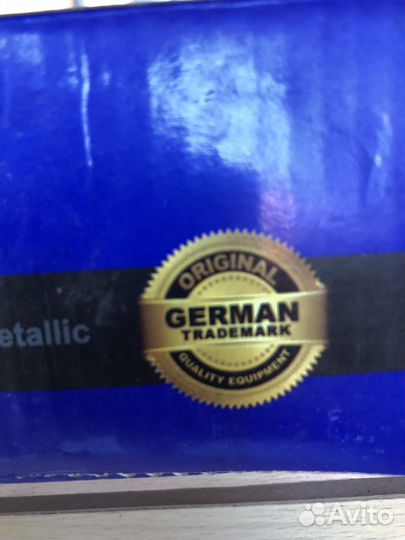 ORIGINAL
GERMAN
TRADEMARK
QUALITY EQUIPMENT
etallic
Avito